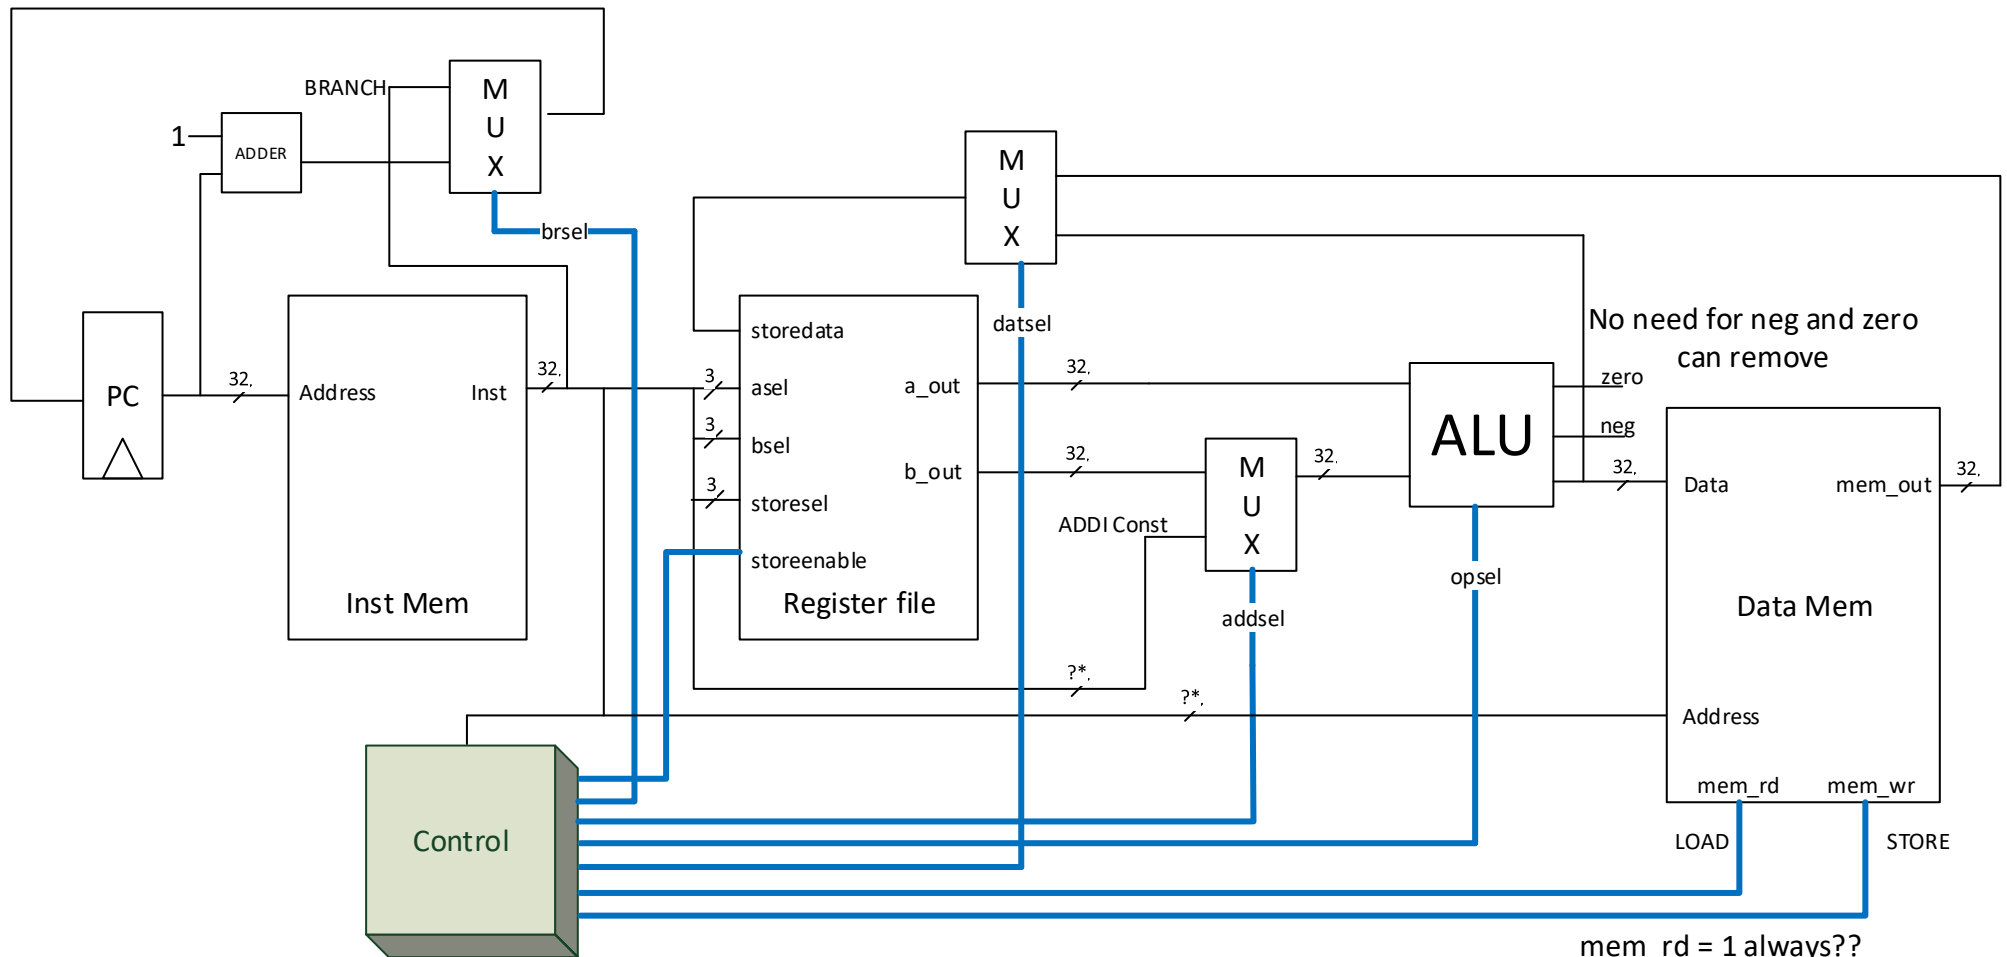 BRANCH
M
U
X
1
ADDER
brsel
M
U
X
datsel
PC
32
Address
Inst
32
Inst Mem
storedata
3
asel
3
bsel
3
storesel
storeenable
a_out
b_out
Register file
32
32
ADDI Const
M
U
X
32
addsel
ALU
opsel
No need for neg and zero
can remove
zero
neg
32
Data
mem_out
32
Data Mem
Address
mem_rd
mem_wr
?*
?*
LOAD
STORE
Control
mem_rd = 1 always??